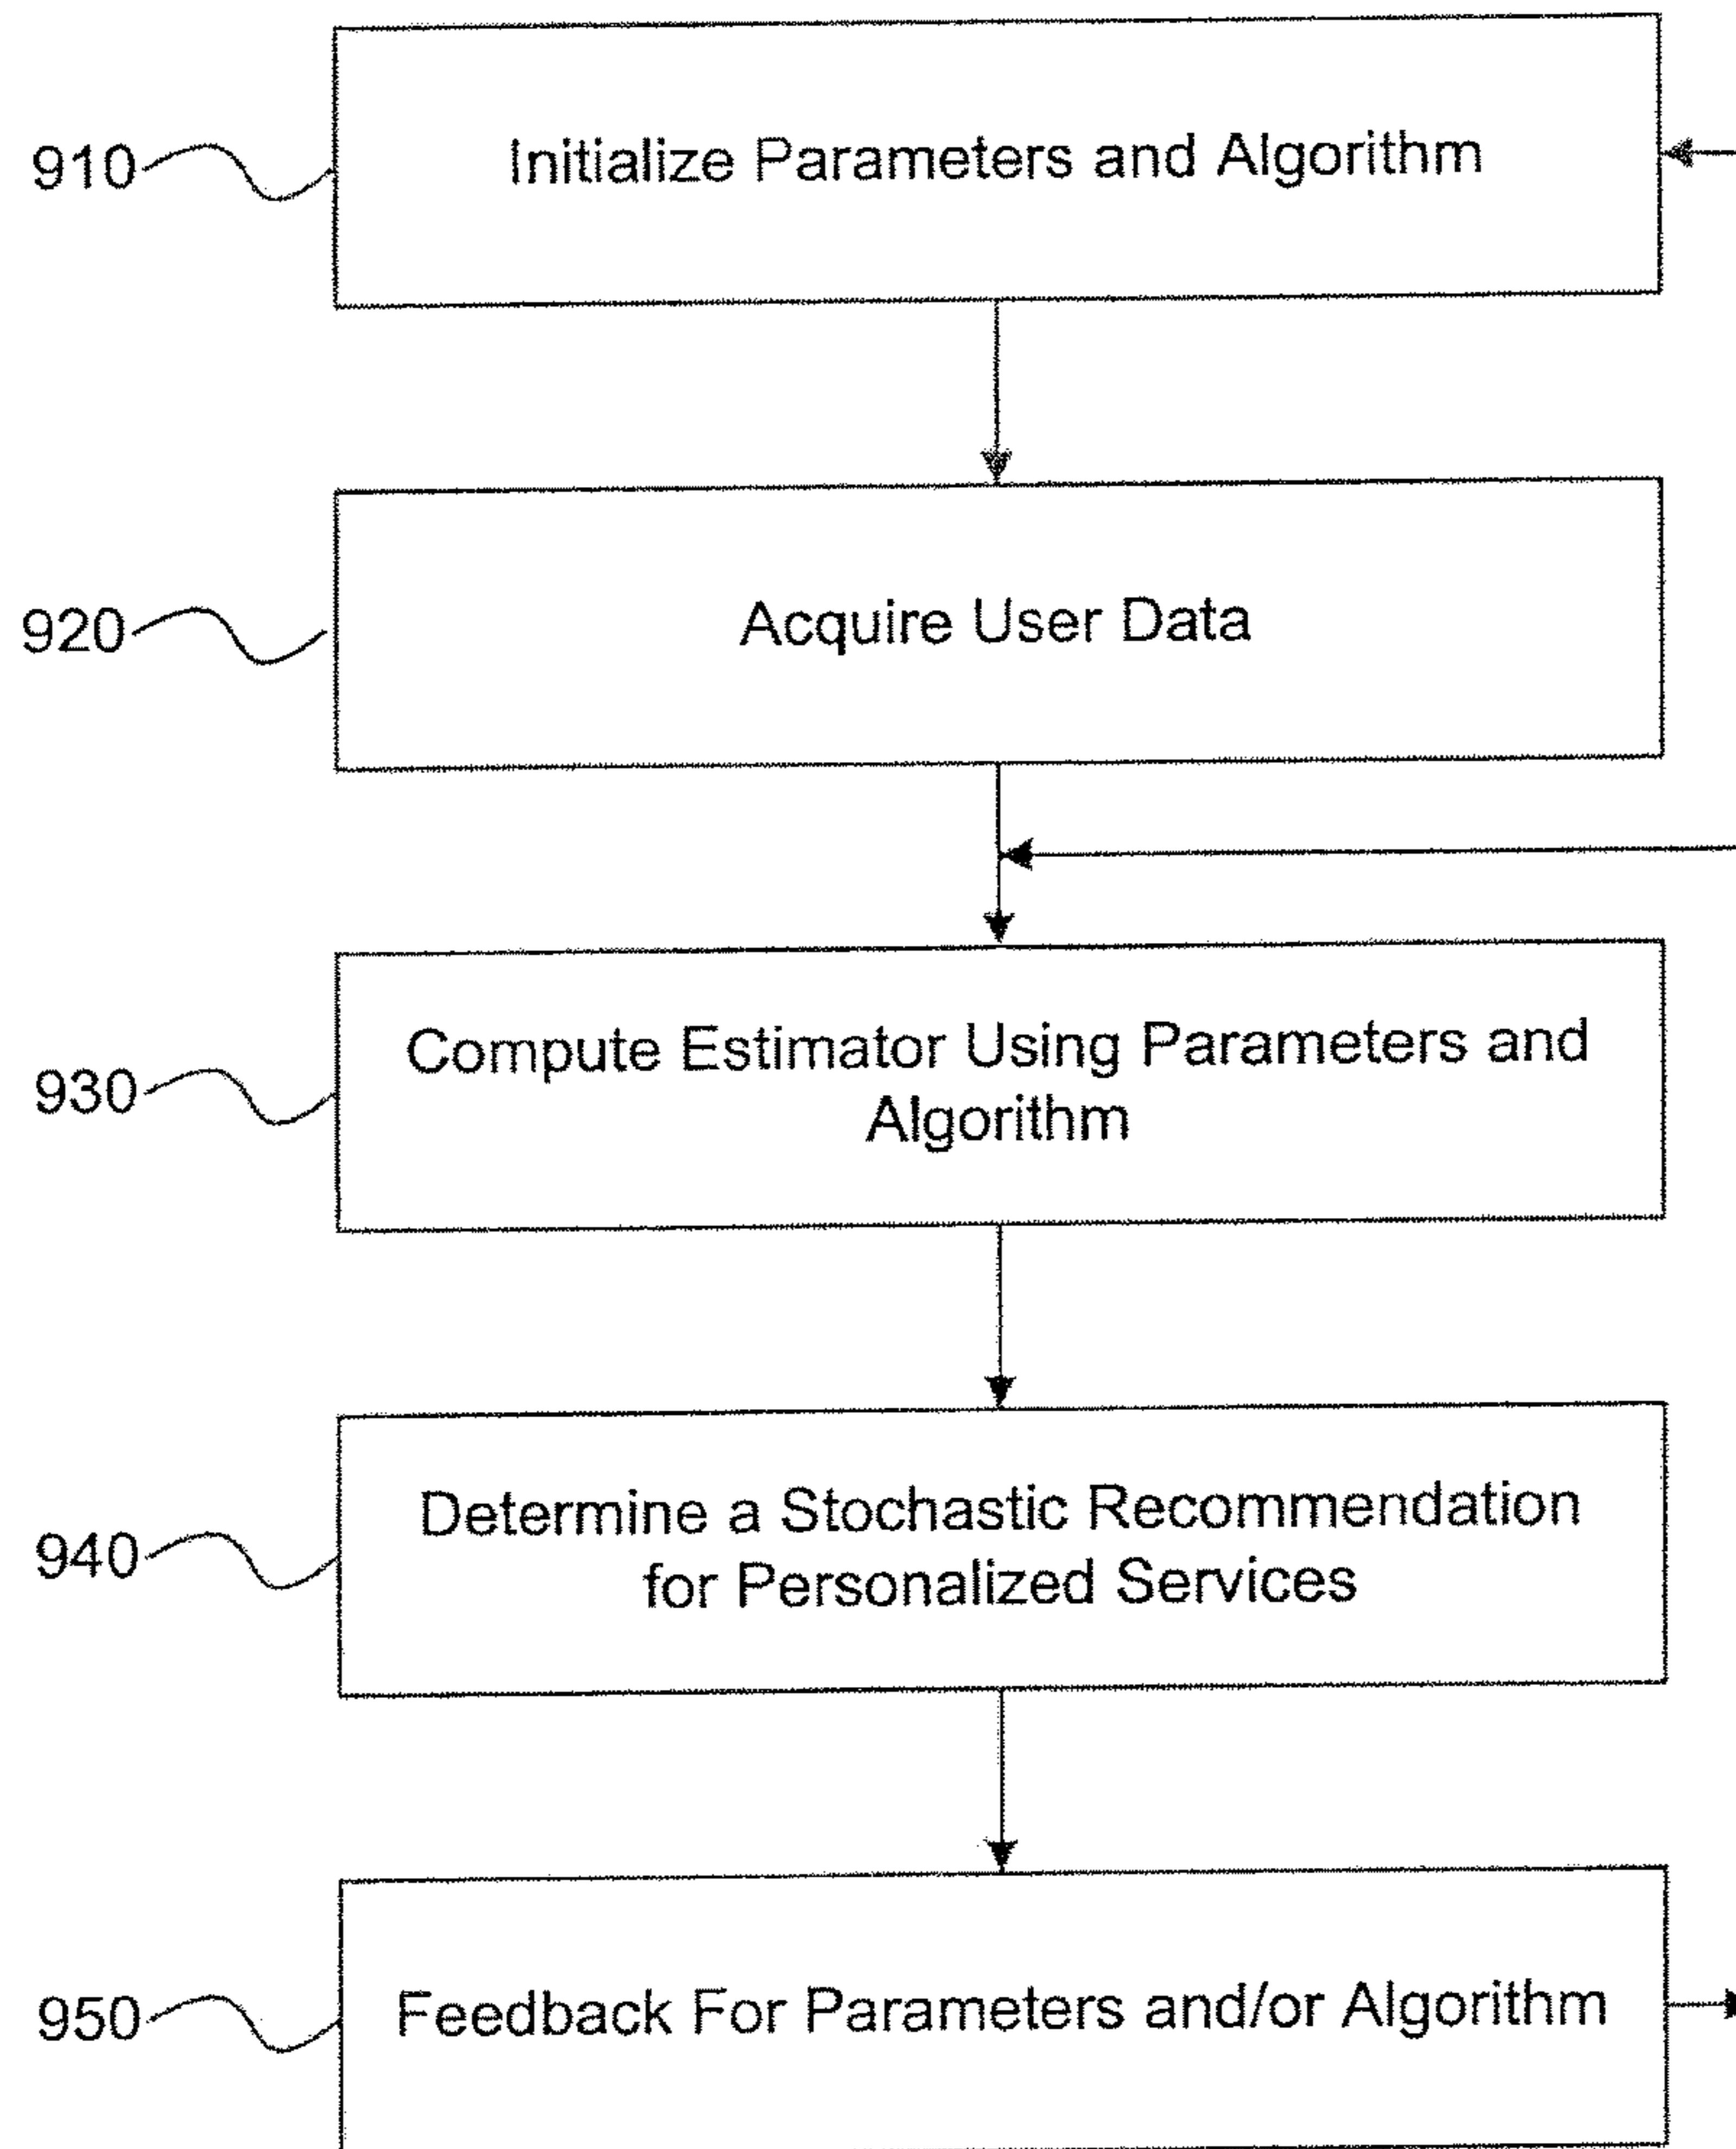 910
Initialize Parameters and Algorithm
920
Acquire User Data
930
Compute Estimator Using Parameters and
Algorithm
940
Determine a Stochastic Recommendation
for Personalized Services
950
Feedback For Parameters and/or Algorithm